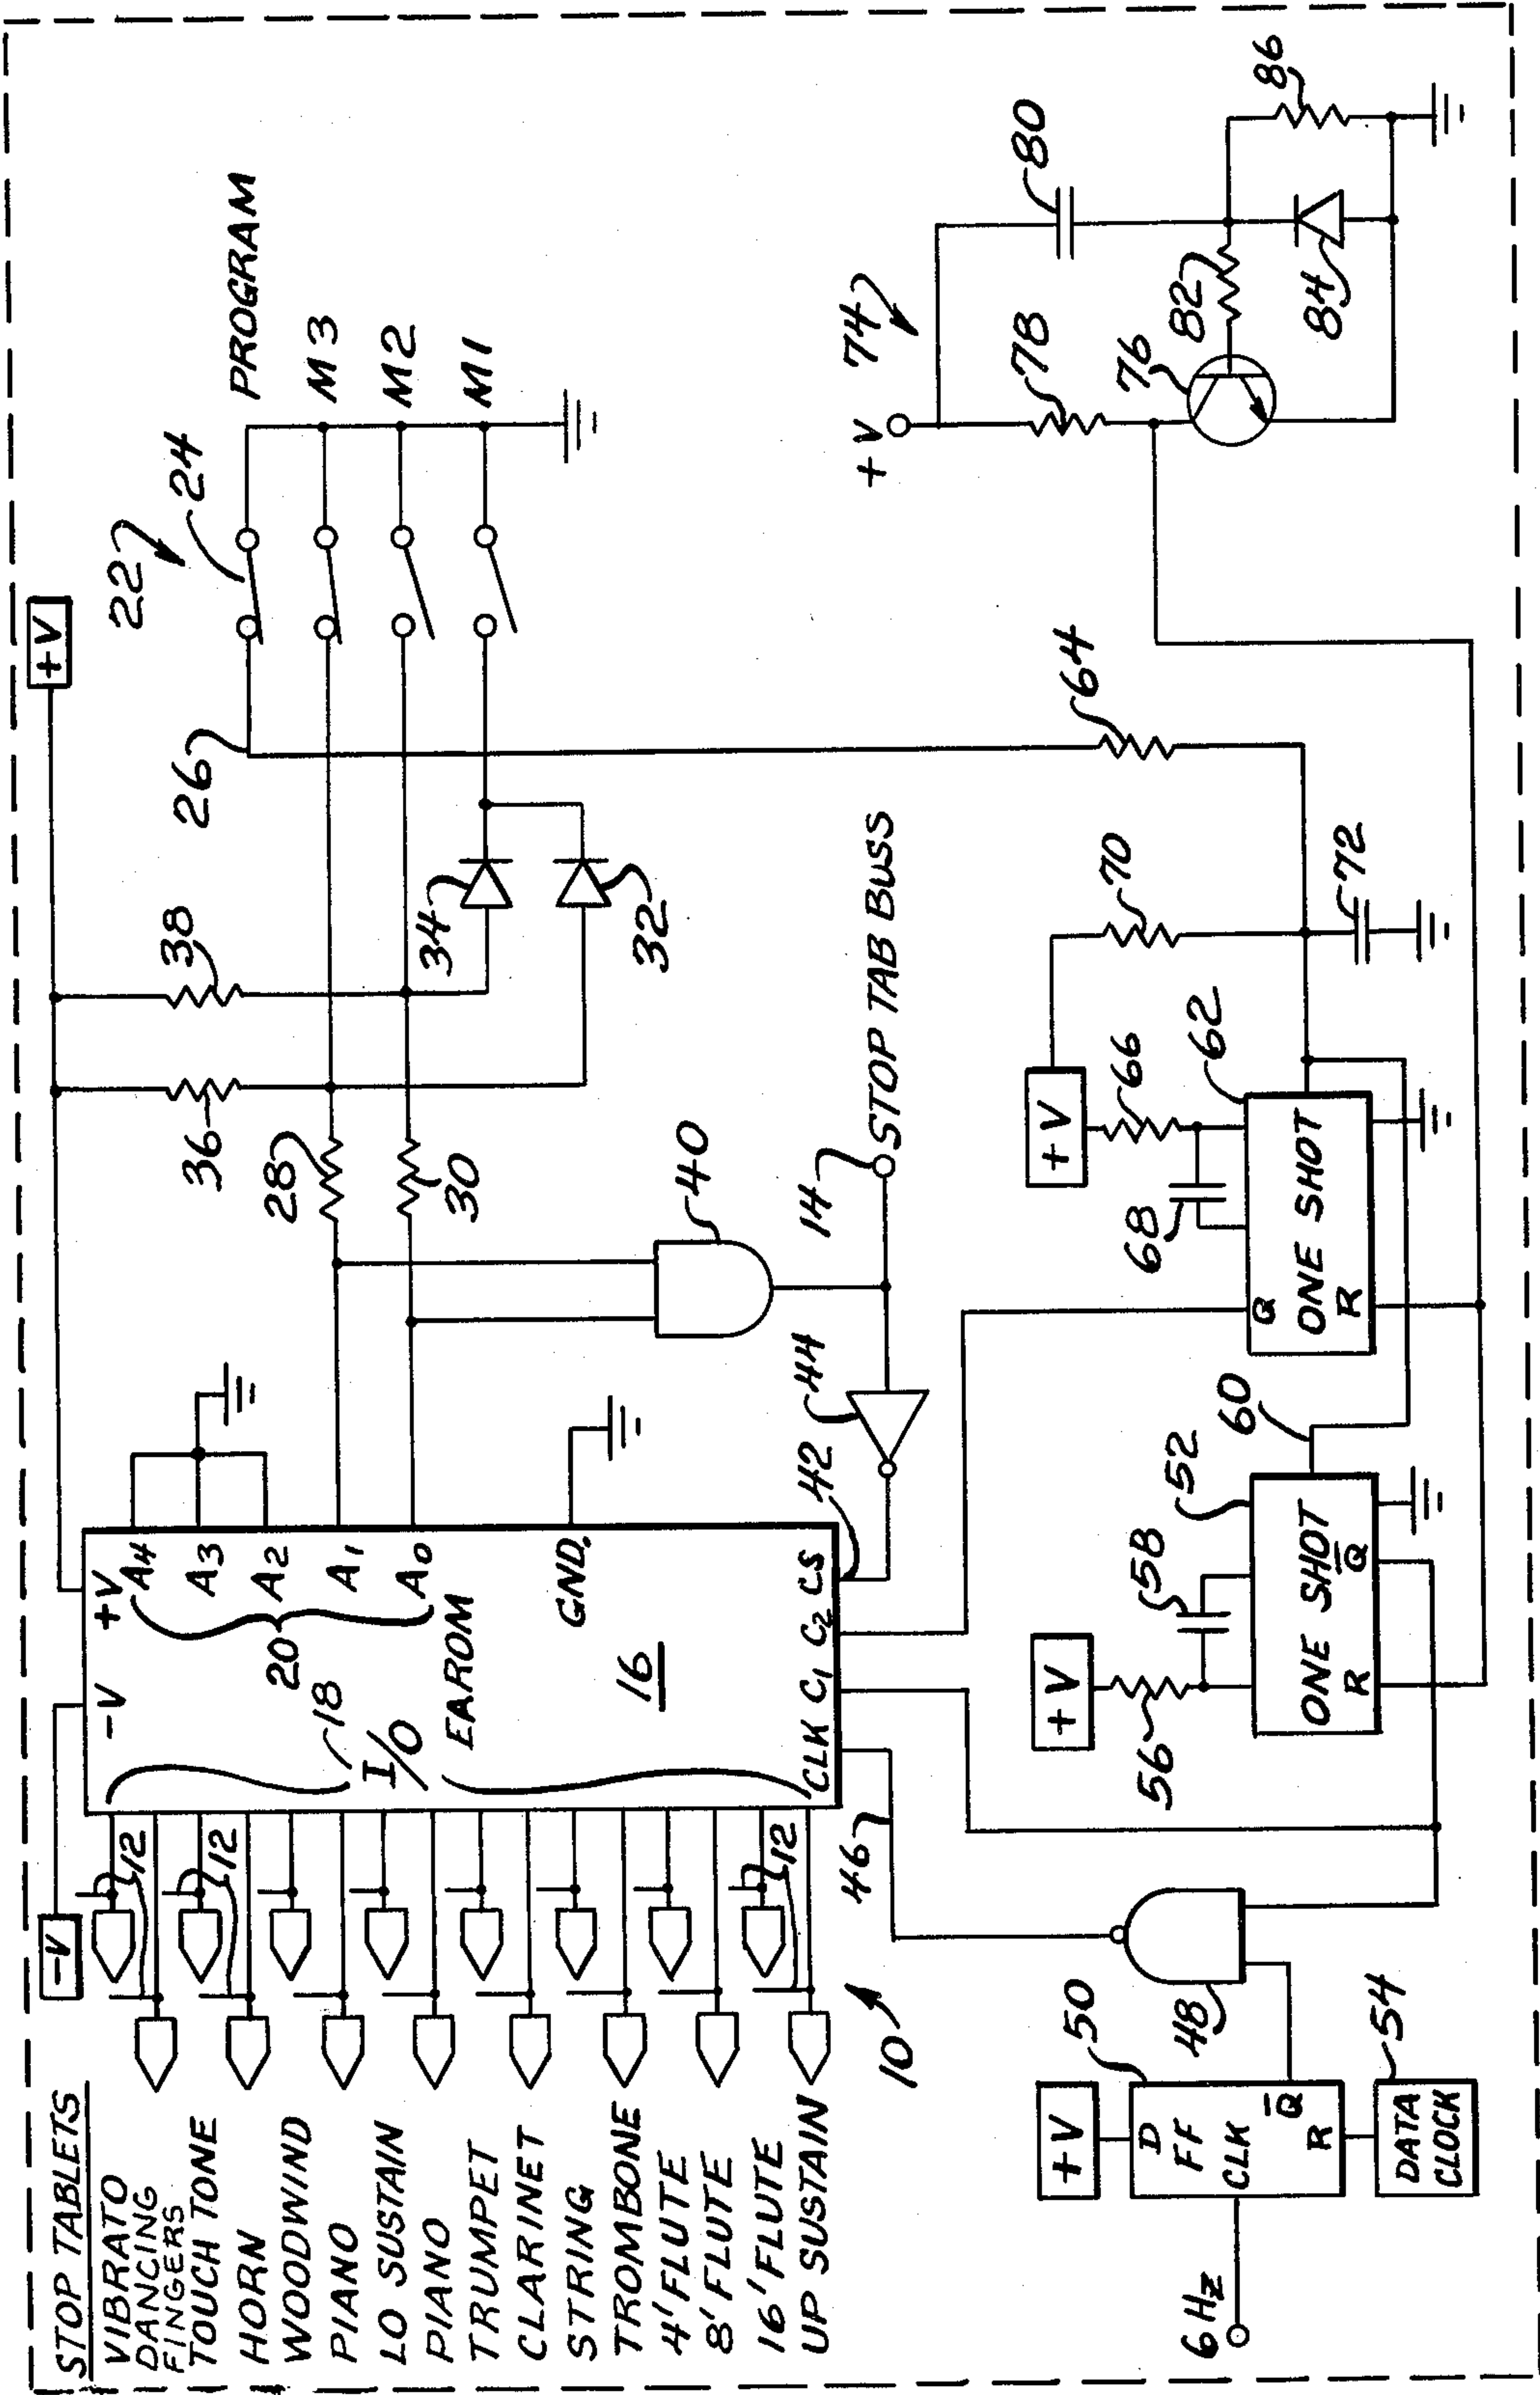 STOP TABLETS
VIBRATO
DANCING
FINGERS
TOUCH TONE
HORN
WOODWIND
PIANO
LO SUSTAIN
PIANO
TRUMPET
CLARINET
STRING
TROMBONE
4' FLUTE
8' FLUTE
16' FLUTE
UP SUSTAIN
-V
12
12
12
10
-V
+V
A4
A3
A2
A1
A0
20
18
I/O
EAROM
16
GND.
CLK C1 C2 CS
42
44
46
+V
36
38
28
30
40
14
STOP TAB BUSS
34
32
26
22
24
PROGRAM
M3
M2
M1
6 Hz
+V
50
D
FF
CLK
Q̅
R
DATA
CLOCK
54
48
+V
56
58
52
60
ONE SHOT
R
Q̅
+V
66
68
62
Q
ONE SHOT
R
70
72
64
74
+V
78
76
80
82
84
86